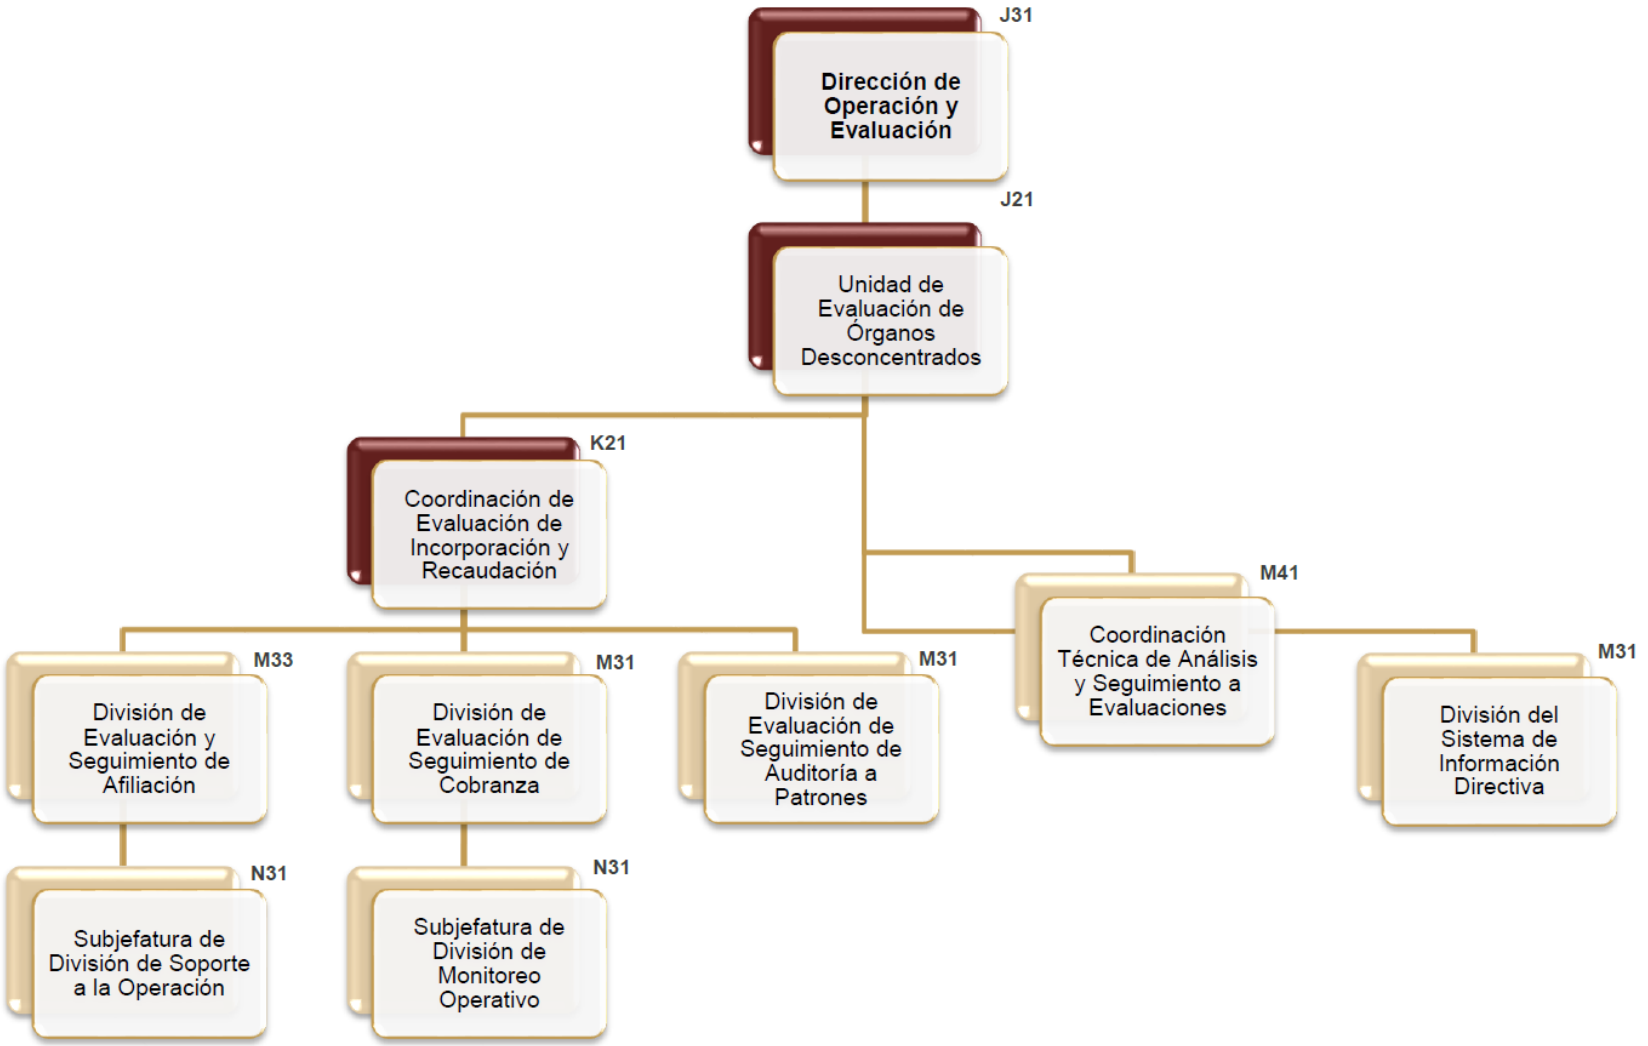 J31
Dirección de
Operación y
Evaluación
J21
Unidad de
Evaluación de
Órganos
Desconcentrados
K21
Coordinación de
Evaluación de
Incorporación y
Recaudación
M41
Coordinación
Técnica de Análisis
y Seguimiento a
Evaluaciones
M31
División del
Sistema de
Información
Directiva
M33
División de
Evaluación y
Seguimiento de
Afiliación
M31
División de
Evaluación de
Seguimiento de
Cobranza
M31
División de
Evaluación de
Seguimiento de
Auditoría a
Patrones
N31
Subjefatura de
División de Soporte
a la Operación
N31
Subjefatura de
División de
Monitoreo
Operativo